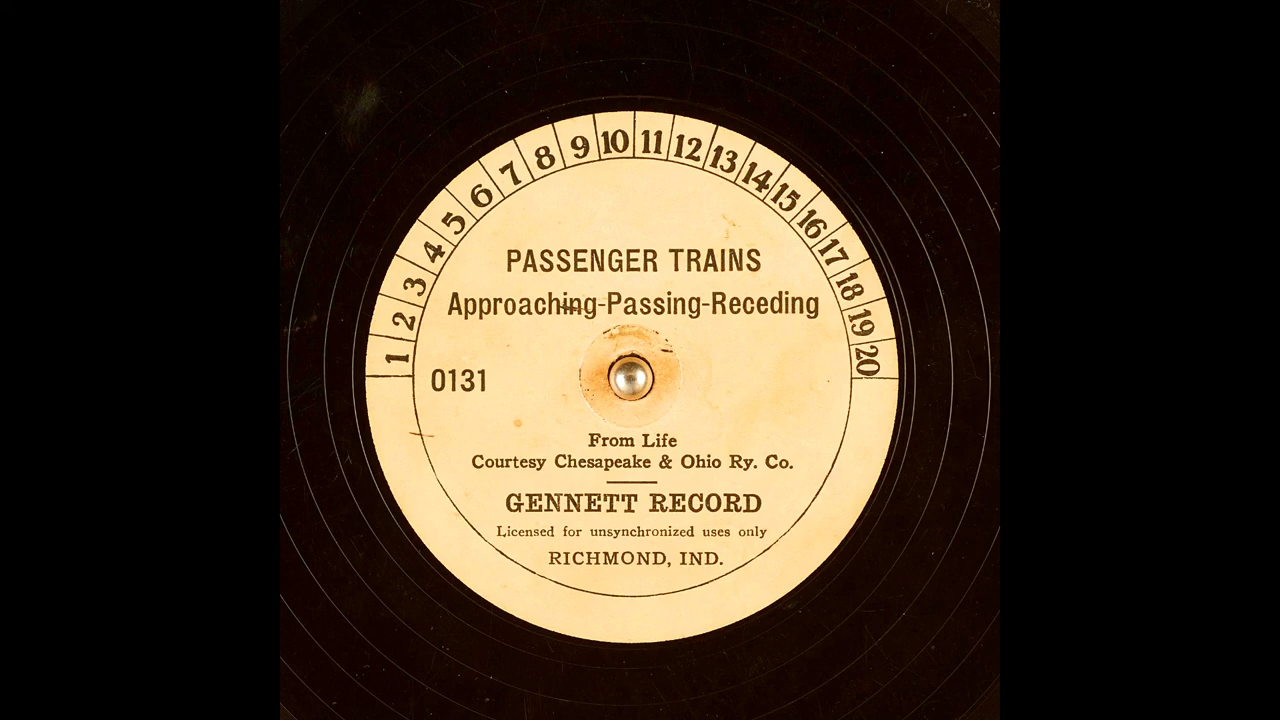 1 2 3 4 5 6 7 8 9 10 11 12 13 14 15 16 17 18 19 20
PASSENGER TRAINS
Approaching-Passing-Receding
0131
From Life
Courtesy Chesapeake & Ohio Ry. Co.
GENNETT RECORD
Licensed for unsynchronized uses only
RICHMOND, IND.